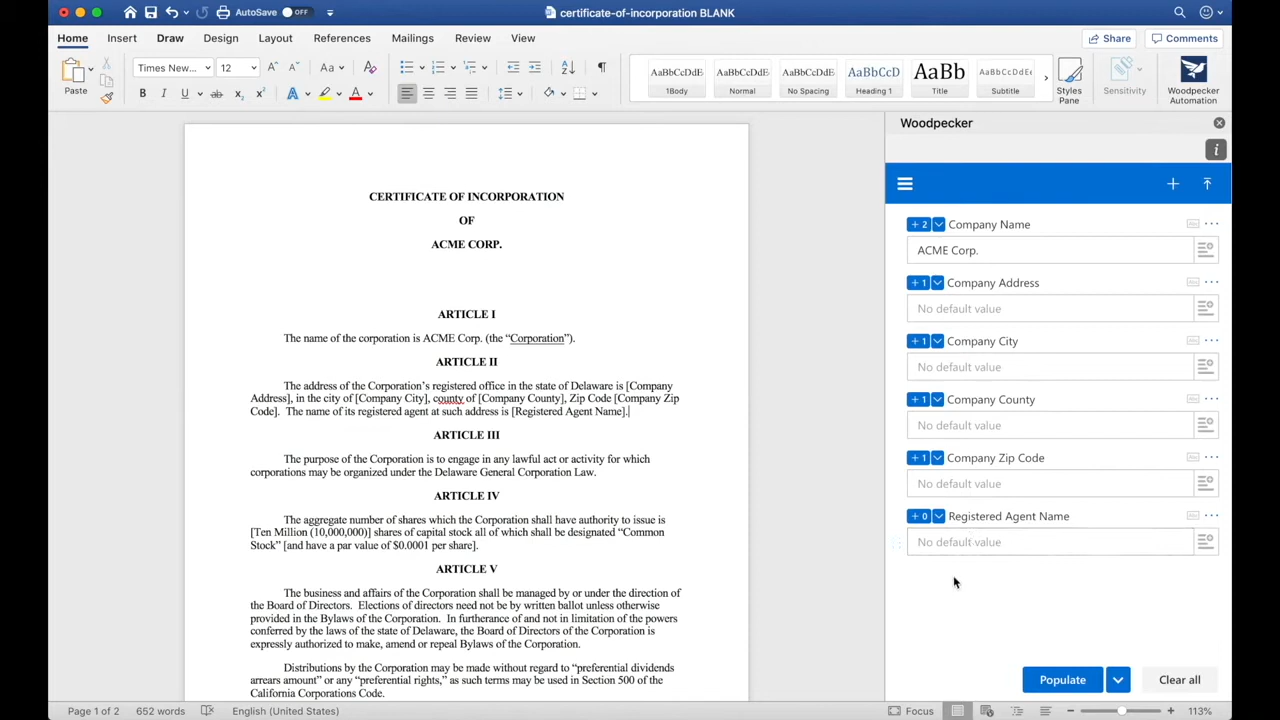 AutoSave OFF
certificate-of-incorporation BLANK
Home Insert Draw Design Layout References Mailings Review View
Share Comments
Paste
Times New... 12
Aa
B I U ab x₂ x² A A
AaBbCcDdE AaBbCcDdE AaBbCcDdE AaBbCcD AaBb AaBbCcDdEe
1Body Normal No Spacing Heading 1 Title Subtitle
Styles Pane
Sensitivity
Woodpecker Automation
CERTIFICATE OF INCORPORATION
OF
ACME CORP.
ARTICLE I
The name of the corporation is ACME Corp. (the “Corporation”).
ARTICLE II
The address of the Corporation’s registered office in the state of Delaware is [Company
Address], in the city of [Company City], county of [Company County], Zip Code [Company Zip
Code].  The name of its registered agent at such address is [Registered Agent Name].
ARTICLE III
The purpose of the Corporation is to engage in any lawful act or activity for which
corporations may be organized under the Delaware General Corporation Law.
ARTICLE IV
The aggregate number of shares which the Corporation shall have authority to issue is
[Ten Million (10,000,000)] shares of capital stock all of which shall be designated “Common
Stock” [and have a par value of $0.0001 per share].
ARTICLE V
The business and affairs of the Corporation shall be managed by or under the direction of
the Board of Directors.  Elections of directors need not be by written ballot unless otherwise
provided in the Bylaws of the Corporation.  In furtherance of and not in limitation of the powers
conferred by the laws of the state of Delaware, the Board of Directors of the Corporation is
expressly authorized to make, amend or repeal Bylaws of the Corporation.
Distributions by the Corporation may be made without regard to “preferential dividends
arrears amount” or any “preferential rights,” as such terms may be used in Section 500 of the
California Corporations Code.
Woodpecker
i
+ 2 Company Name
ACME Corp.
+ 1 Company Address
No default value
+ 1 Company City
No default value
+ 1 Company County
No default value
+ 1 Company Zip Code
No default value
+ 0 Registered Agent Name
No default value
Populate Clear all
Page 1 of 2 652 words English (United States) Focus 113%